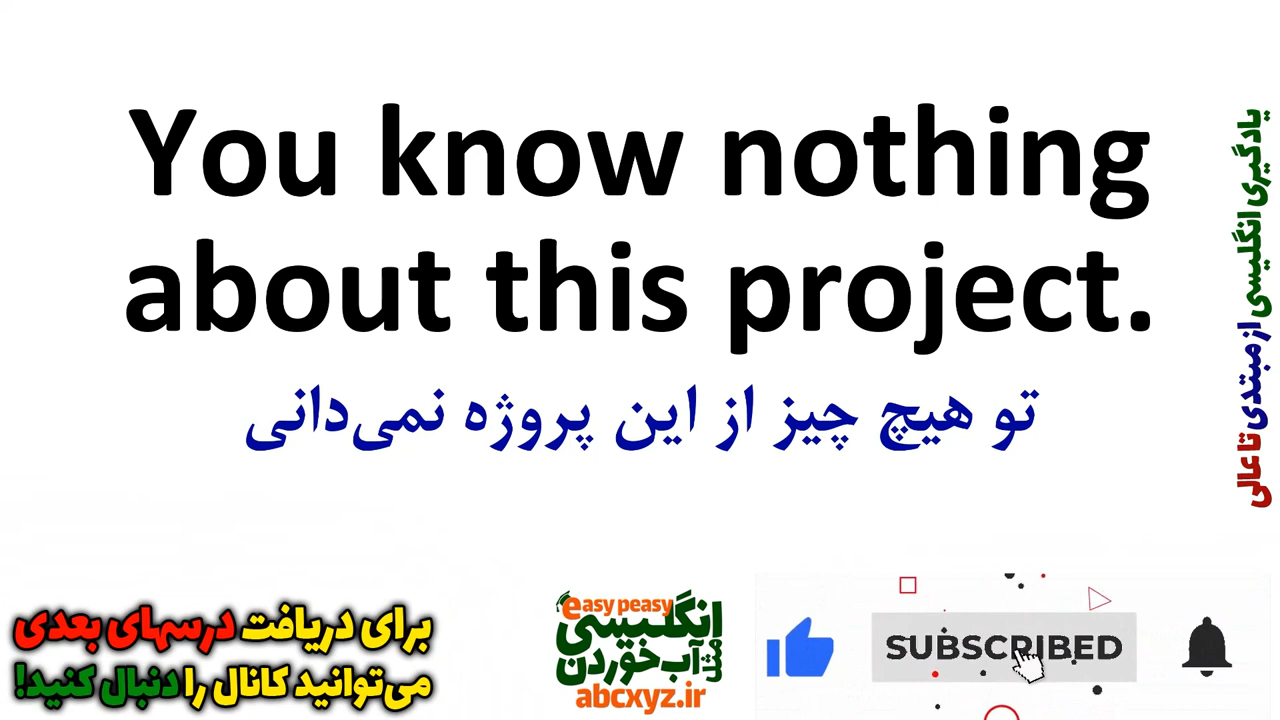 You know nothing
about this project.
تو هیچ چیز از این پروژه نمی‌دانی
یادگیری انگلیسی از مبتدی تا عالی
برای دریافت درسهای بعدی
می‌توانید کانال را دنبال کنید!
easy peasy
انگلیسی
مثل آب خوردن
abcxyz.ir
SUBSCRIBED